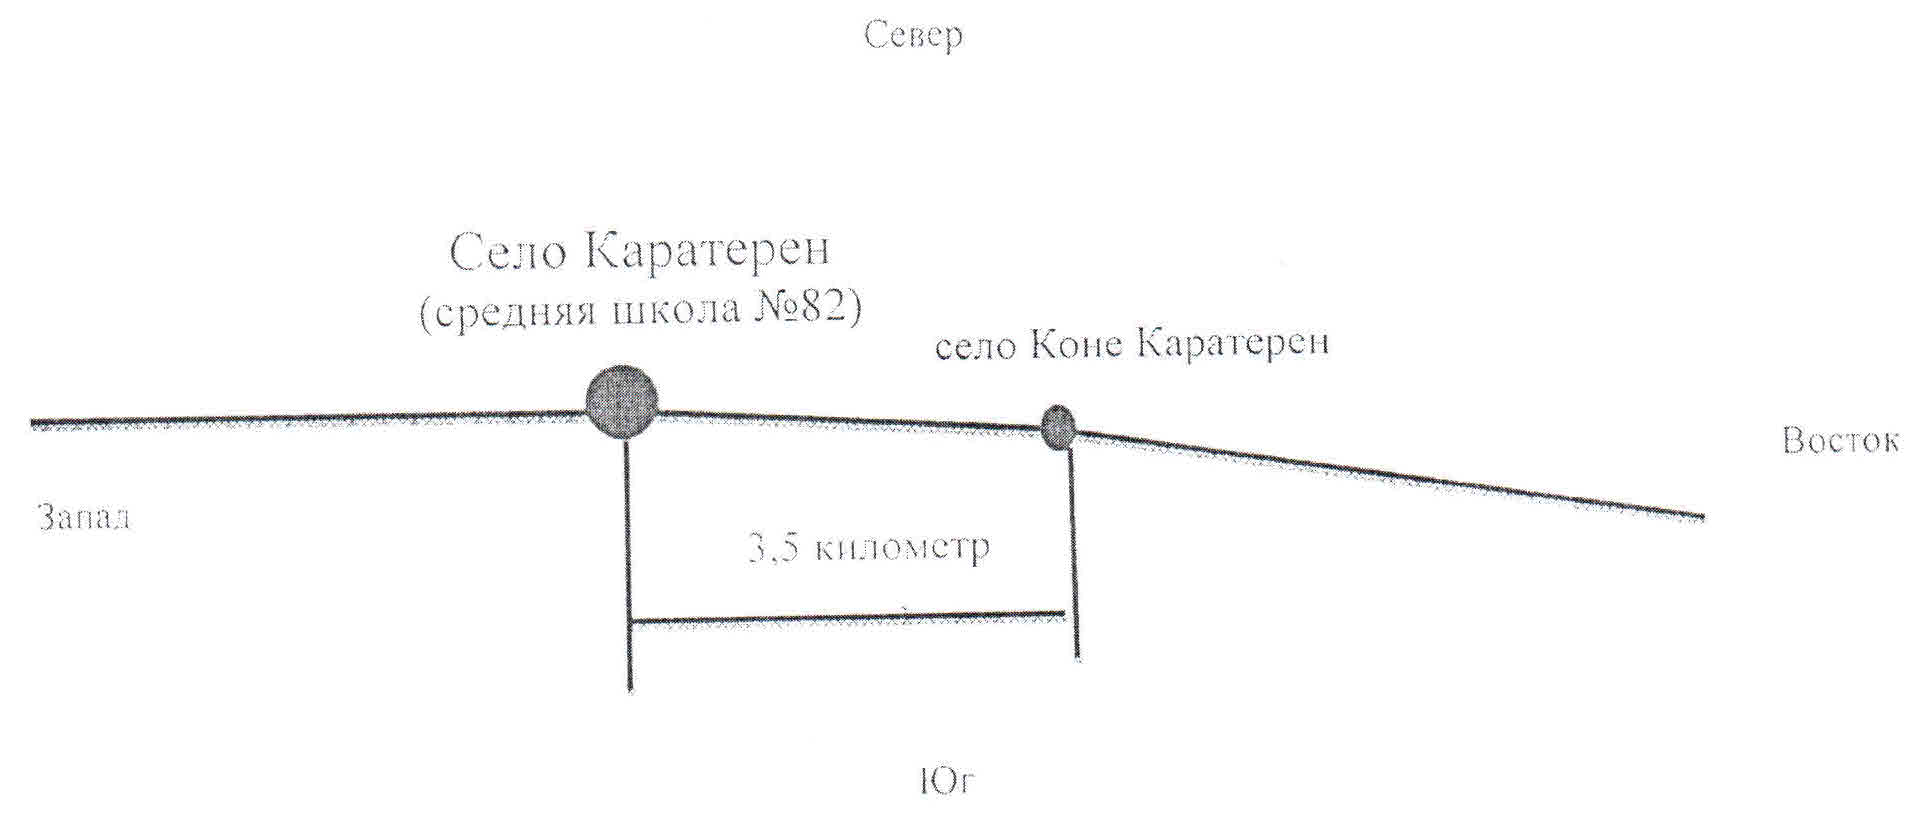 Север
Село Каратерен
(средняя школа №82)
село Коне Каратерен
Восток
Запад
3,5 километр
Юг